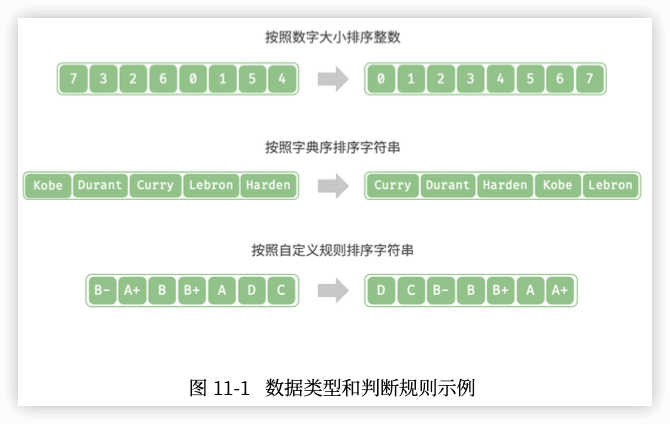 按照数字大小排序整数
7 3 2 6 0 1 5 4 0 1 2 3 4 5 6 7
按照字典序排序字符串
Kobe Durant Curry Lebron Harden Curry Durant Harden Kobe Lebron
按照自定义规则排序字符串
B- A+ B B+ A D C D C B- B B+ A A+
图 11-1 数据类型和判断规则示例